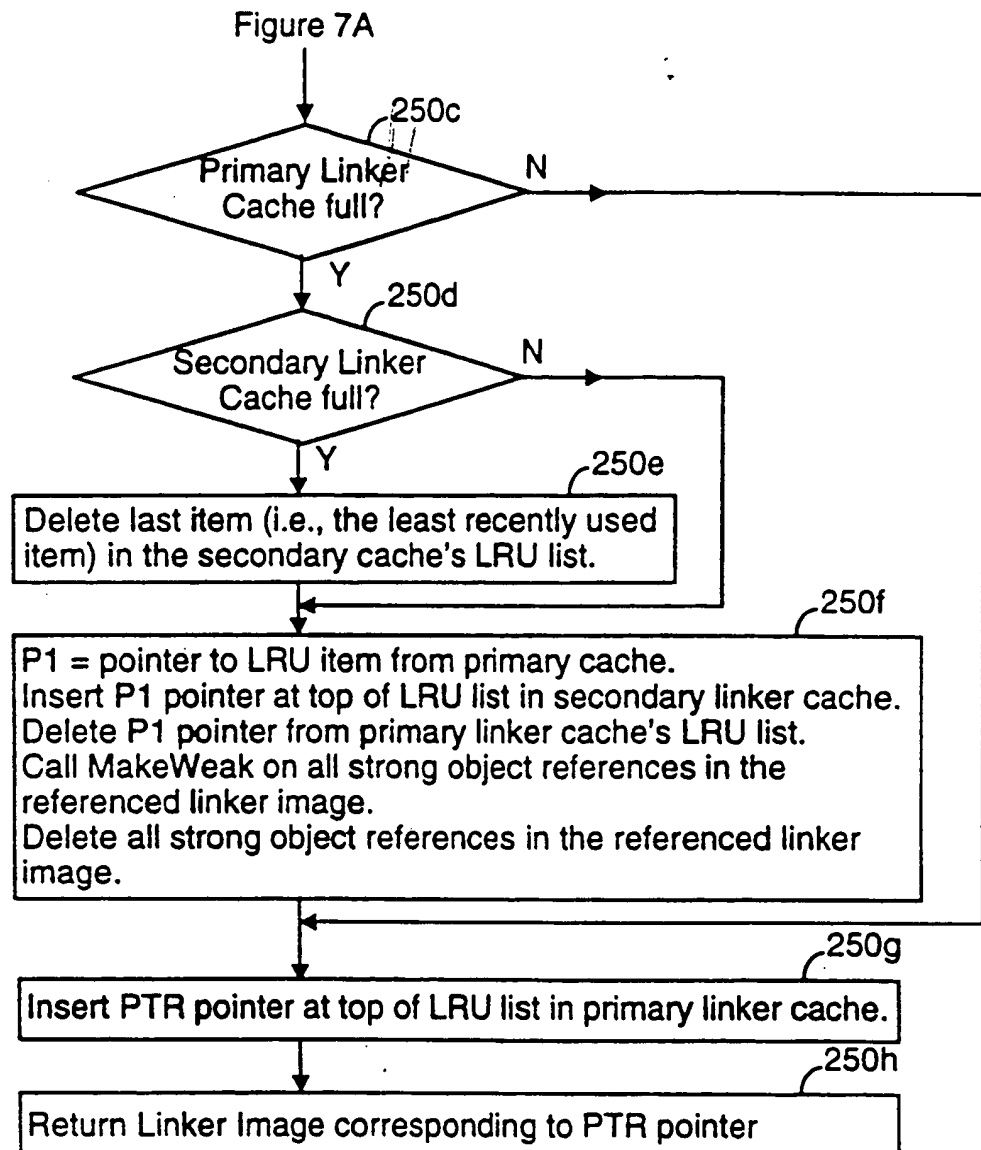 Figure 7A
250c
Primary Linker
Cache full?
N
Y
250d
Secondary Linker
Cache full?
N
Y
250e
Delete last item (i.e., the least recently used
item) in the secondary cache's LRU list.
250f
P1 = pointer to LRU item from primary cache.
Insert P1 pointer at top of LRU list in secondary linker cache.
Delete P1 pointer from primary linker cache's LRU list.
Call MakeWeak on all strong object references in the
referenced linker image.
Delete all strong object references in the referenced linker
image.
250g
Insert PTR pointer at top of LRU list in primary linker cache.
250h
Return Linker Image corresponding to PTR pointer